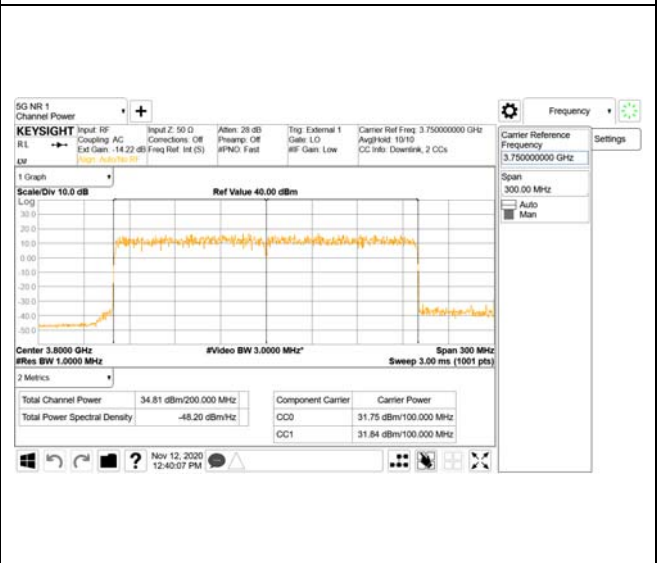 5G NR 1
Channel Power
Frequency
KEYSIGHT Input: RF Input Z: 50 Ω Atten: 28 dB Trig: External 1 Carrier Ref Freq: 3.750000000 GHz
RL Coupling: AC Corrections: Off Preamp: Off Gate: LO Avg|Hold: 10/10
Ext Gain: -14.22 dB Freq Ref: Int (S) #PNO: Fast #IF Gain: Low CC Info: Downlink, 2 CCs
Align: Auto/No RF
Carrier Reference
Frequency
3.750000000 GHz
Settings
Span
300.00 MHz
Auto
Man
1 Graph
Scale/Div 10.0 dB Ref Value 40.00 dBm
Log
30.0
20.0
10.0
0.00
-10.0
-20.0
-30.0
-40.0
-50.0
Center 3.8000 GHz #Video BW 3.0000 MHz* Span 300 MHz
#Res BW 1.0000 MHz Sweep 3.00 ms (1001 pts)
2 Metrics
Total Channel Power 34.81 dBm/200.000 MHz
Total Power Spectral Density -48.20 dBm/Hz
Component Carrier Carrier Power
CC0 31.75 dBm/100.000 MHz
CC1 31.84 dBm/100.000 MHz
Nov 12, 2020
12:40:07 PM